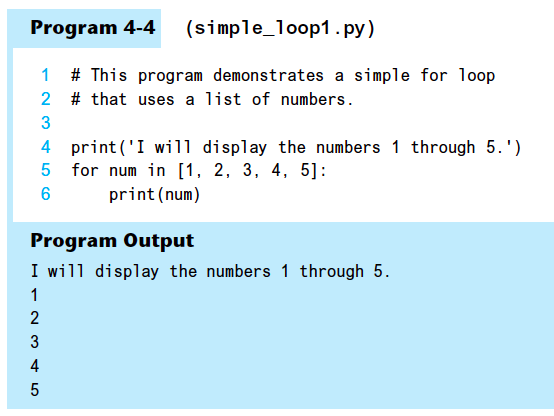 Program 4-4 (simple_loop1.py)
1 # This program demonstrates a simple for loop
2 # that uses a list of numbers.
3
4 print('I will display the numbers 1 through 5.')
5 for num in [1, 2, 3, 4, 5]:
6     print(num)
Program Output
I will display the numbers 1 through 5.
1
2
3
4
5